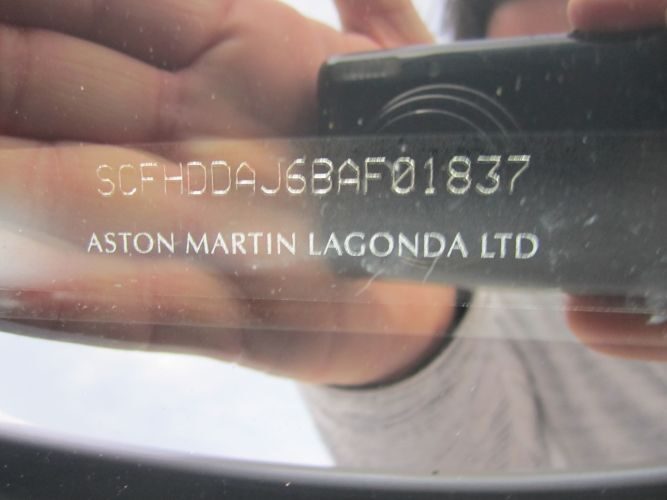 SCFHDDAJ6BAF01837
ASTON MARTIN LAGONDA LTD